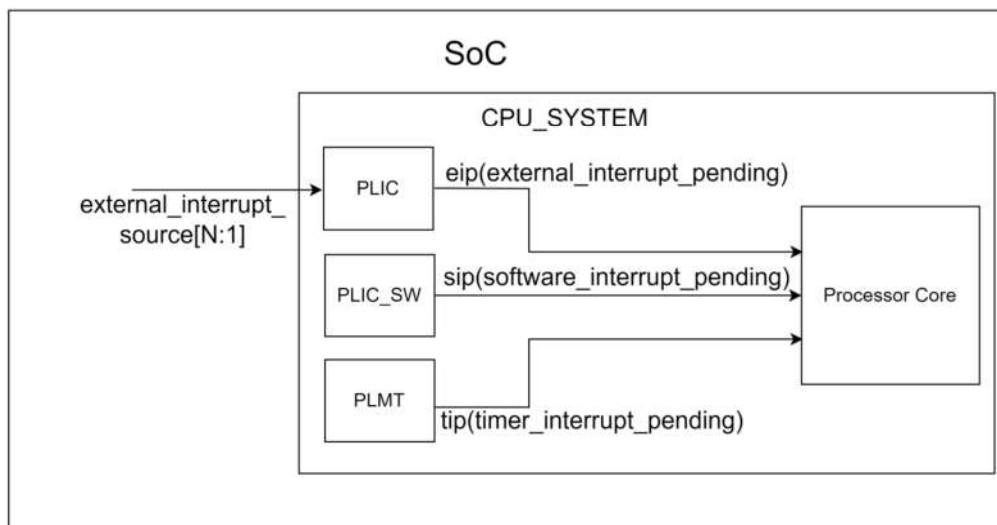 SoC
CPU_SYSTEM
PLIC
eip(external_interrupt_pending)
external_interrupt_
source[N:1]
PLIC_SW
sip(software_interrupt_pending)
Processor Core
PLMT
tip(timer_interrupt_pending)